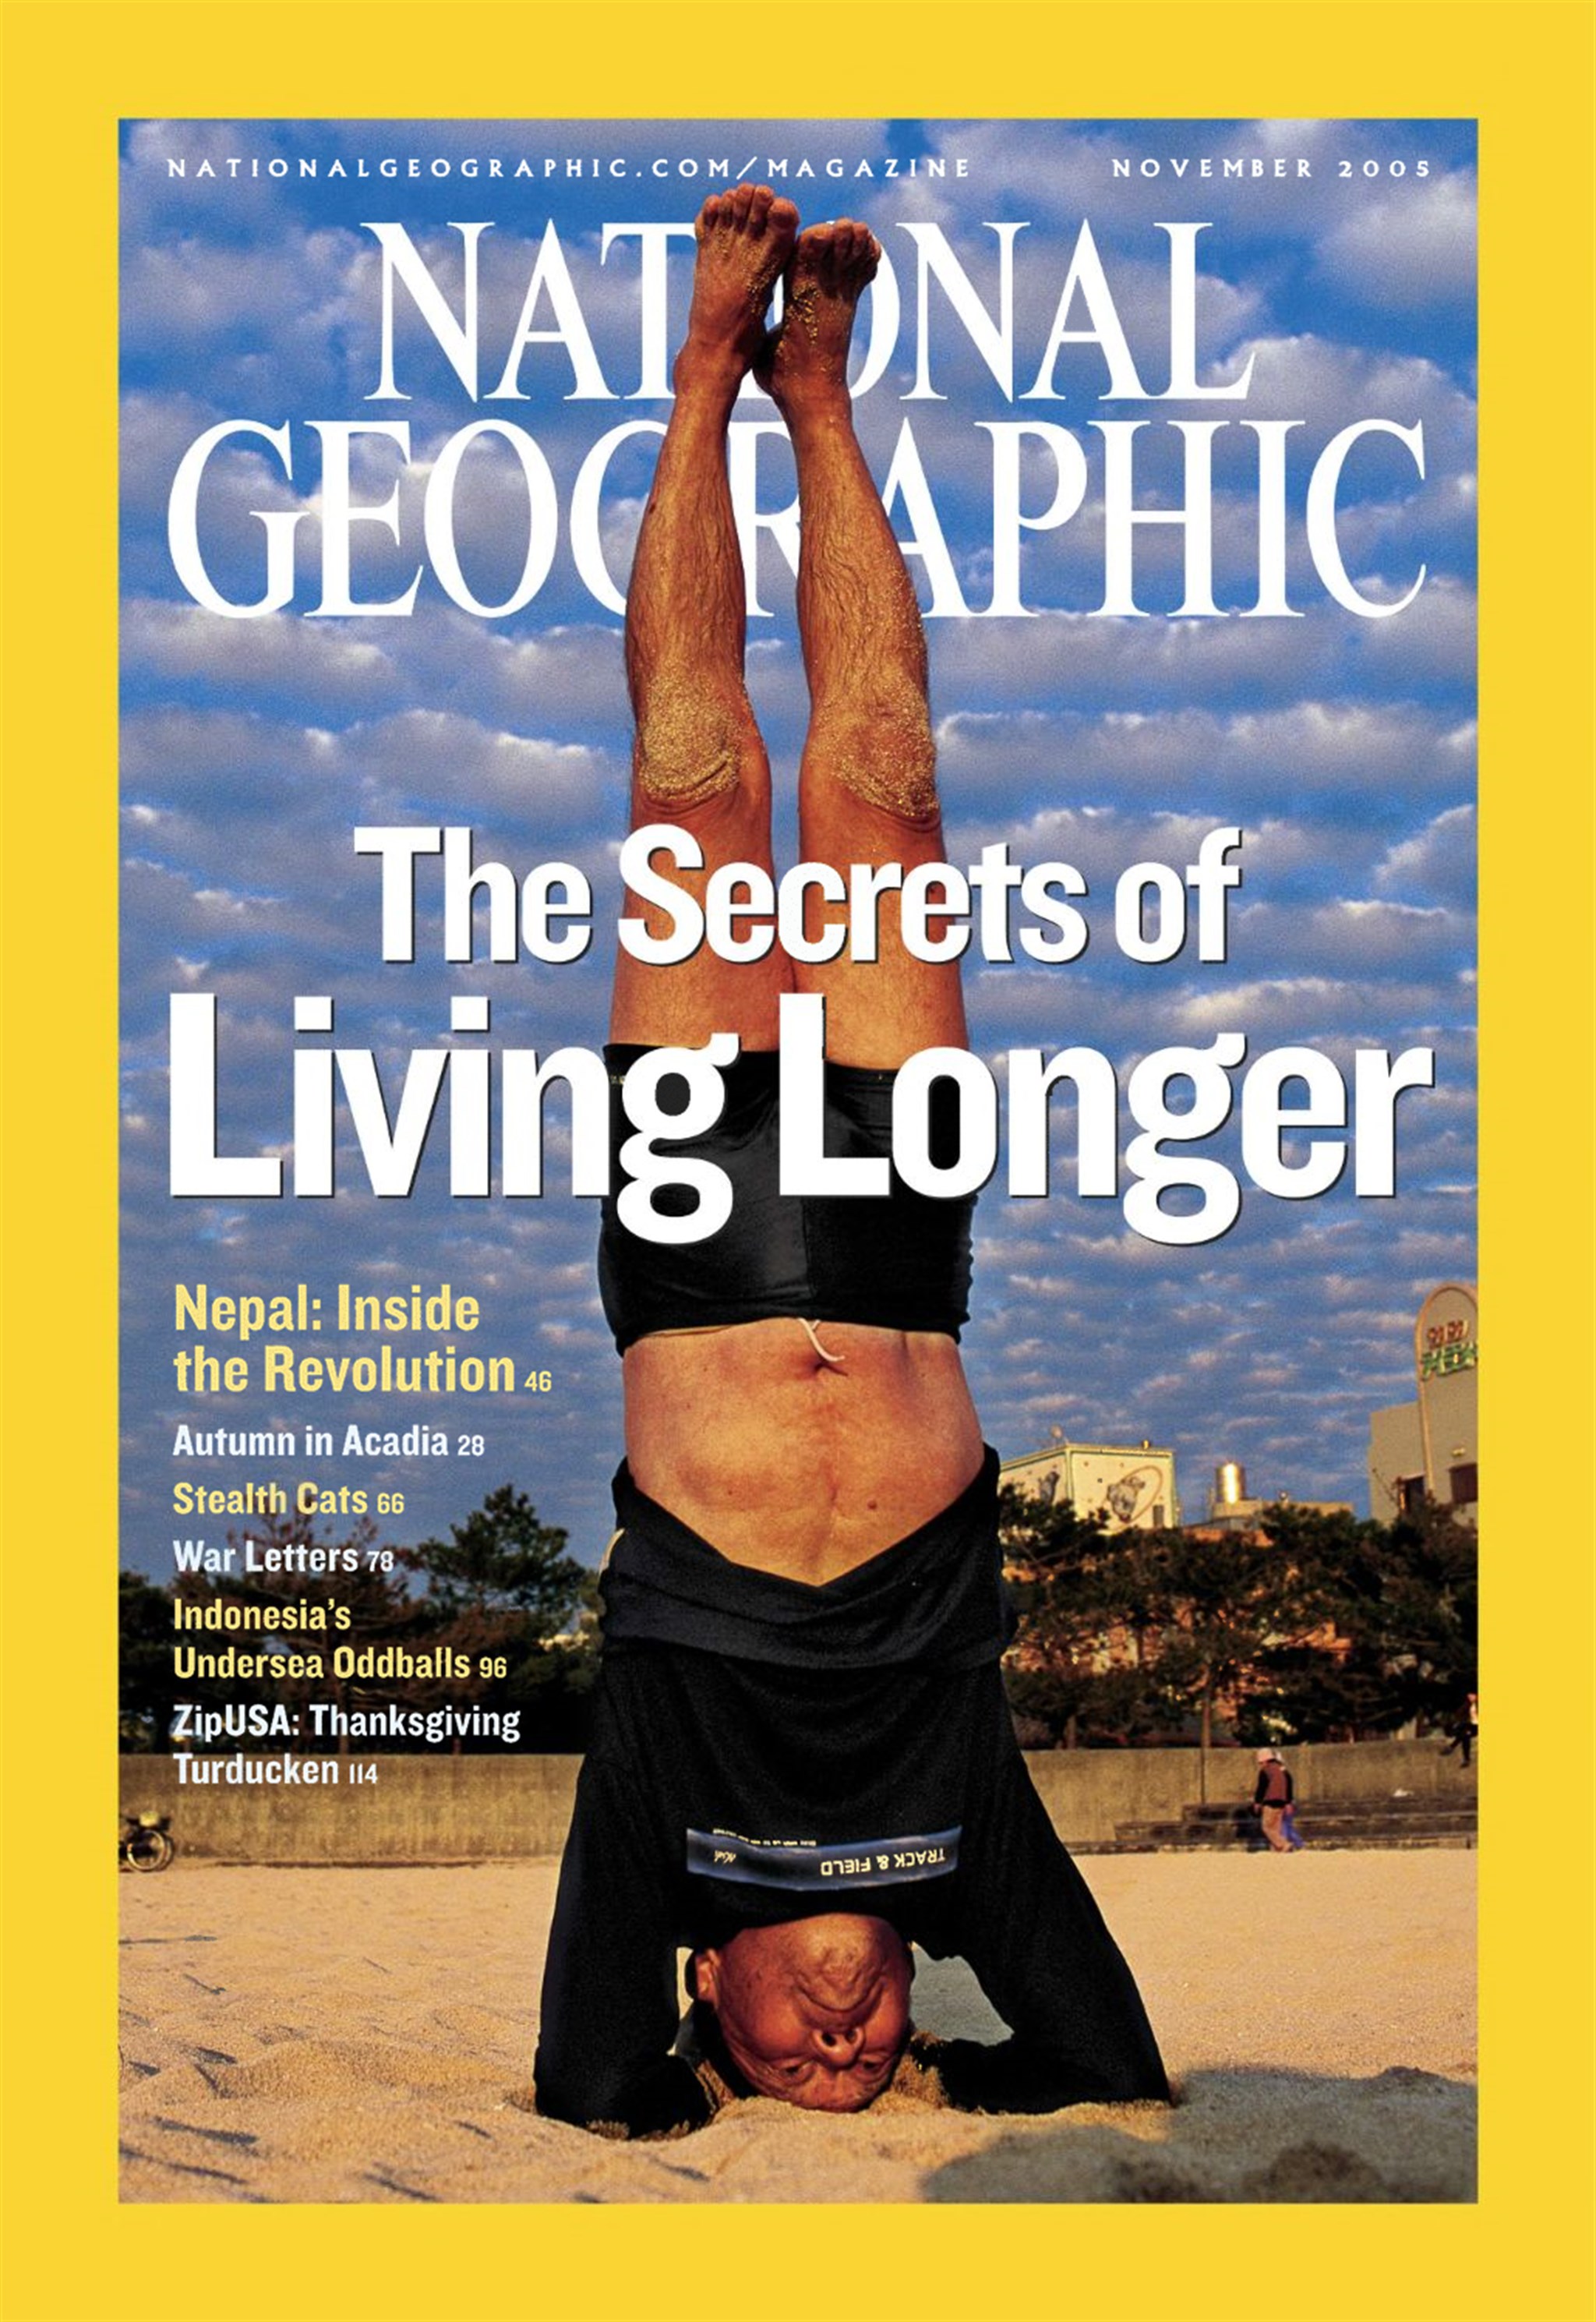 NATIONALGEOGRAPHIC.COM/MAGAZINE NOVEMBER 2005
NATIONAL
GEOGRAPHIC
The Secrets of
Living Longer
Nepal: Inside
the Revolution 46
Autumn in Acadia 28
Stealth Cats 66
War Letters 78
Indonesia’s
Undersea Oddballs 96
ZipUSA: Thanksgiving
Turducken 114
TRACK & FIELD